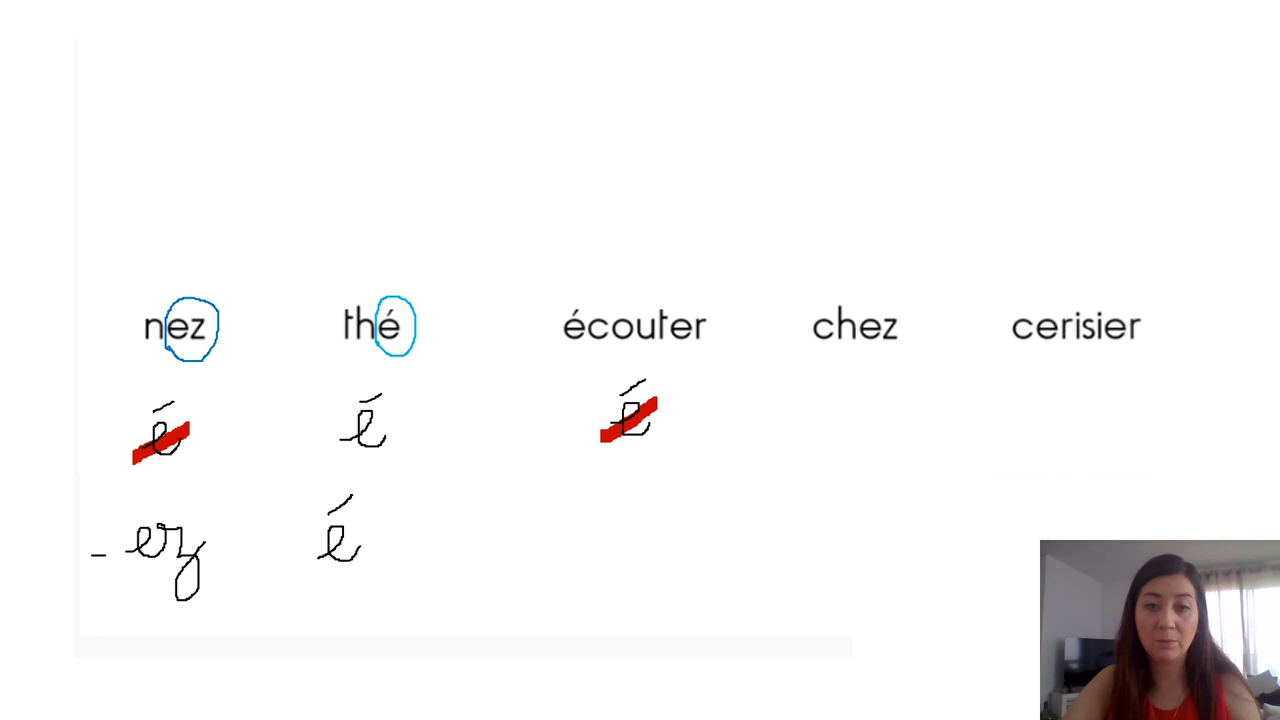 nez thé écouter chez cerisier
é é é
- ez é